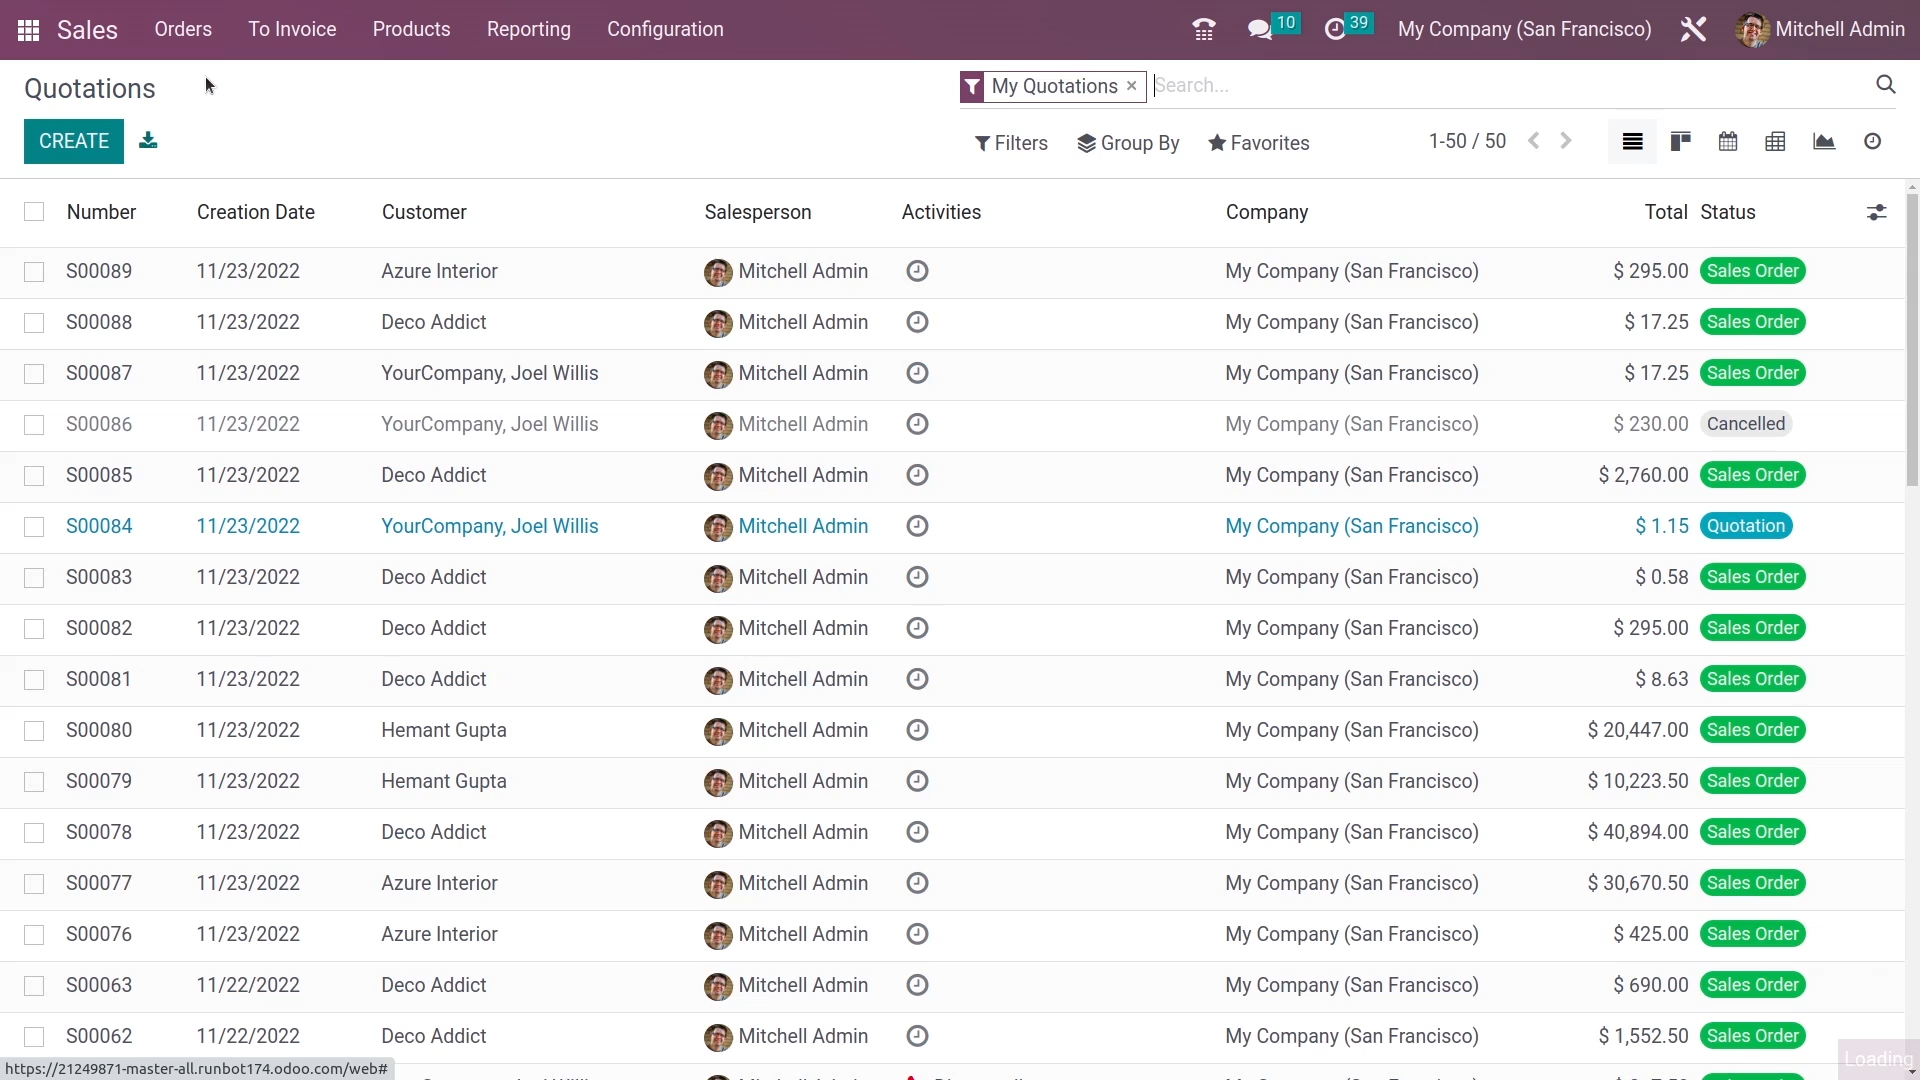 Sales Orders To Invoice Products Reporting Configuration 10 39 My Company (San Francisco) Mitchell Admin
Quotations My Quotations × Search...
CREATE Filters Group By Favorites 1-50 / 50
Number Creation Date Customer Salesperson Activities Company Total Status
S00089 11/23/2022 Azure Interior Mitchell Admin My Company (San Francisco) $ 295.00 Sales Order
S00088 11/23/2022 Deco Addict Mitchell Admin My Company (San Francisco) $ 17.25 Sales Order
S00087 11/23/2022 YourCompany, Joel Willis Mitchell Admin My Company (San Francisco) $ 17.25 Sales Order
S00086 11/23/2022 YourCompany, Joel Willis Mitchell Admin My Company (San Francisco) $ 230.00 Cancelled
S00085 11/23/2022 Deco Addict Mitchell Admin My Company (San Francisco) $ 2,760.00 Sales Order
S00084 11/23/2022 YourCompany, Joel Willis Mitchell Admin My Company (San Francisco) $ 1.15 Quotation
S00083 11/23/2022 Deco Addict Mitchell Admin My Company (San Francisco) $ 0.58 Sales Order
S00082 11/23/2022 Deco Addict Mitchell Admin My Company (San Francisco) $ 295.00 Sales Order
S00081 11/23/2022 Deco Addict Mitchell Admin My Company (San Francisco) $ 8.63 Sales Order
S00080 11/23/2022 Hemant Gupta Mitchell Admin My Company (San Francisco) $ 20,447.00 Sales Order
S00079 11/23/2022 Hemant Gupta Mitchell Admin My Company (San Francisco) $ 10,223.50 Sales Order
S00078 11/23/2022 Deco Addict Mitchell Admin My Company (San Francisco) $ 40,894.00 Sales Order
S00077 11/23/2022 Azure Interior Mitchell Admin My Company (San Francisco) $ 30,670.50 Sales Order
S00076 11/23/2022 Azure Interior Mitchell Admin My Company (San Francisco) $ 425.00 Sales Order
S00063 11/22/2022 Deco Addict Mitchell Admin My Company (San Francisco) $ 690.00 Sales Order
S00062 11/22/2022 Deco Addict Mitchell Admin My Company (San Francisco) $ 1,552.50 Sales Order
https://21249871-master-all.runbot174.odoo.com/web# Loading